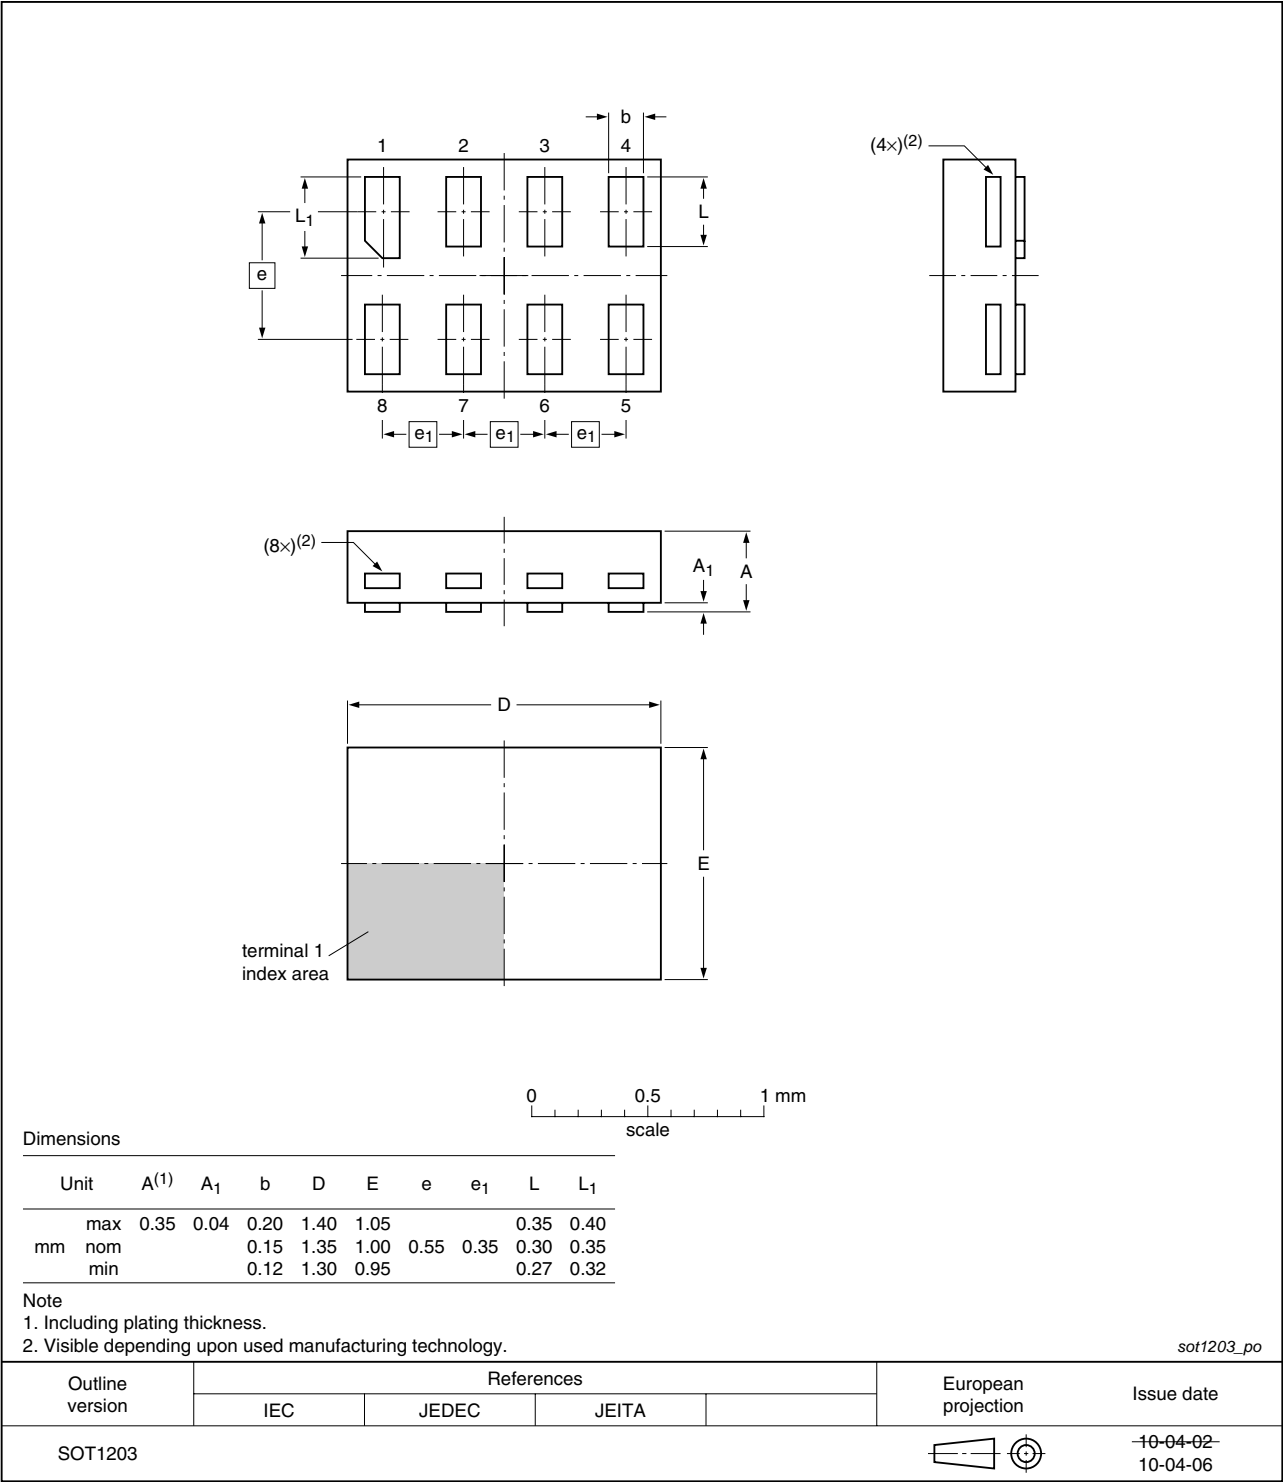 b
1 2 3 4
(4×)(2)
L1
L
e
8 7 6 5
e1 e1 e1
(8×)(2)
A1
A
D
E
terminal 1
index area
0 0.5 1 mm
scale
Dimensions
Unit A(1) A1 b D E e e1 L L1
max 0.35 0.04 0.20 1.40 1.05 0.35 0.40
mm nom 0.15 1.35 1.00 0.55 0.35 0.30 0.35
min 0.12 1.30 0.95 0.27 0.32
Note
1. Including plating thickness.
2. Visible depending upon used manufacturing technology.
sot1203_po
Outline
version
References
IEC JEDEC JEITA
European
projection
Issue date
SOT1203
10-04-02
10-04-06